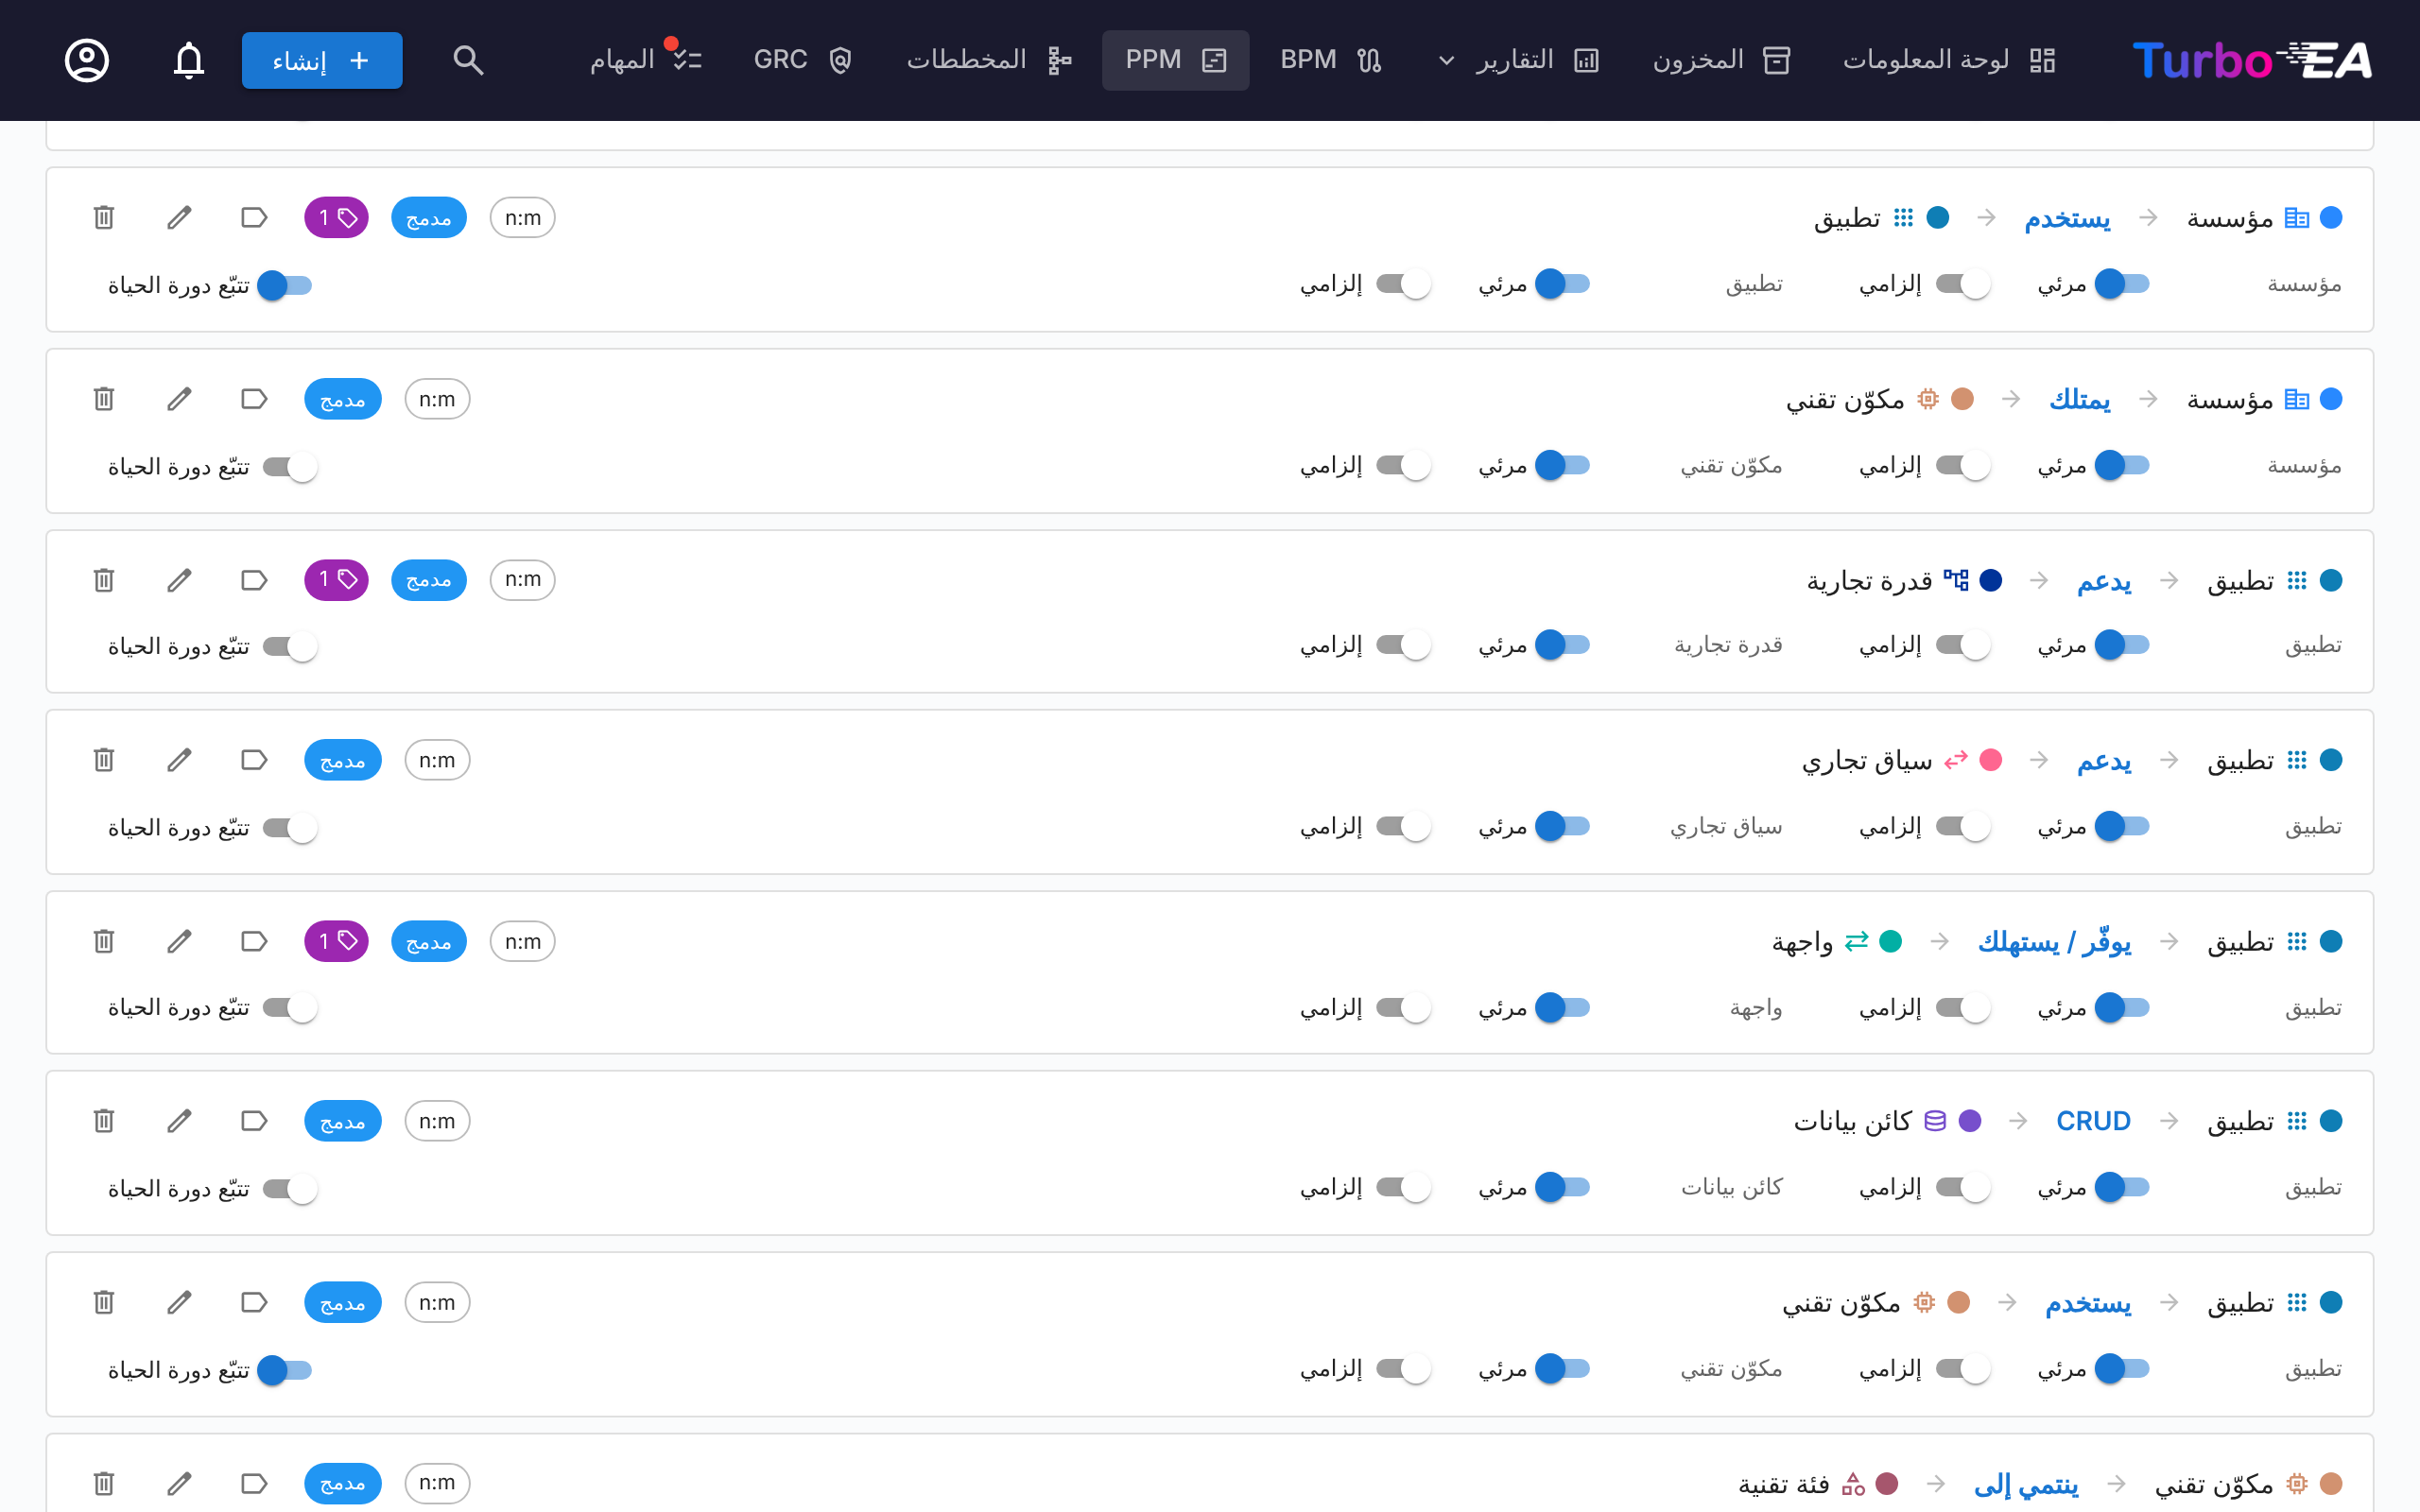 Turbo EA لوحة المعلومات المخزون التقارير BPM PPM المخططات GRC المهام إنشاء
مؤسسة يستخدم تطبيق n:m مدمج 1
مؤسسة مرئي إلزامي تطبيق مرئي إلزامي تتبّع دورة الحياة
مؤسسة يمتلك مكوّن تقني n:m مدمج
مؤسسة مرئي إلزامي مكوّن تقني مرئي إلزامي تتبّع دورة الحياة
تطبيق يدعم قدرة تجارية n:m مدمج 1
تطبيق مرئي إلزامي قدرة تجارية مرئي إلزامي تتبّع دورة الحياة
تطبيق يدعم سياق تجاري n:m مدمج
تطبيق مرئي إلزامي سياق تجاري مرئي إلزامي تتبّع دورة الحياة
تطبيق يوفّر / يستهلك واجهة n:m مدمج 1
تطبيق مرئي إلزامي واجهة مرئي إلزامي تتبّع دورة الحياة
تطبيق CRUD كائن بيانات n:m مدمج
تطبيق مرئي إلزامي كائن بيانات مرئي إلزامي تتبّع دورة الحياة
تطبيق يستخدم مكوّن تقني n:m مدمج
تطبيق مرئي إلزامي مكوّن تقني مرئي إلزامي تتبّع دورة الحياة
مكوّن تقني ينتمي إلى فئة تقنية n:m مدمج